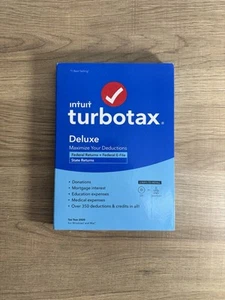 intuit
turbotax
Deluxe
Maximize Your Deductions
Federal Returns + Federal E-File
State Returns
• Donations
• Mortgage interest
• Education expenses
• Medical expenses
• Over 350 deductions & credits in all!